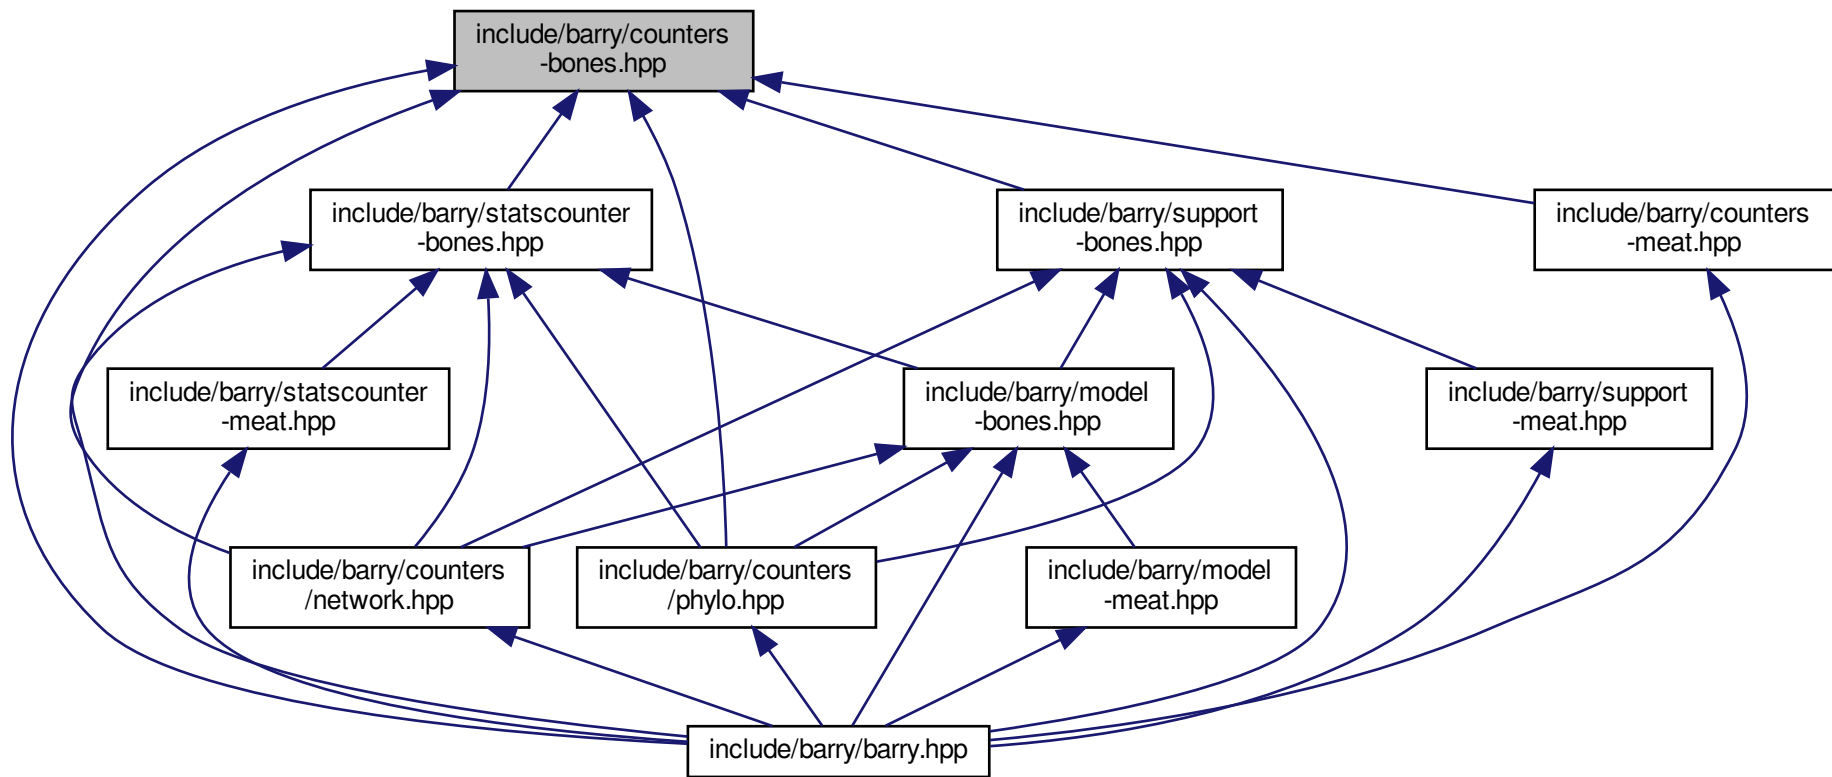 include/barry/counters
-bones.hpp
include/barry/statscounter
-bones.hpp
include/barry/support
-bones.hpp
include/barry/counters
-meat.hpp
include/barry/statscounter
-meat.hpp
include/barry/model
-bones.hpp
include/barry/support
-meat.hpp
include/barry/counters
/network.hpp
include/barry/counters
/phylo.hpp
include/barry/model
-meat.hpp
include/barry/barry.hpp